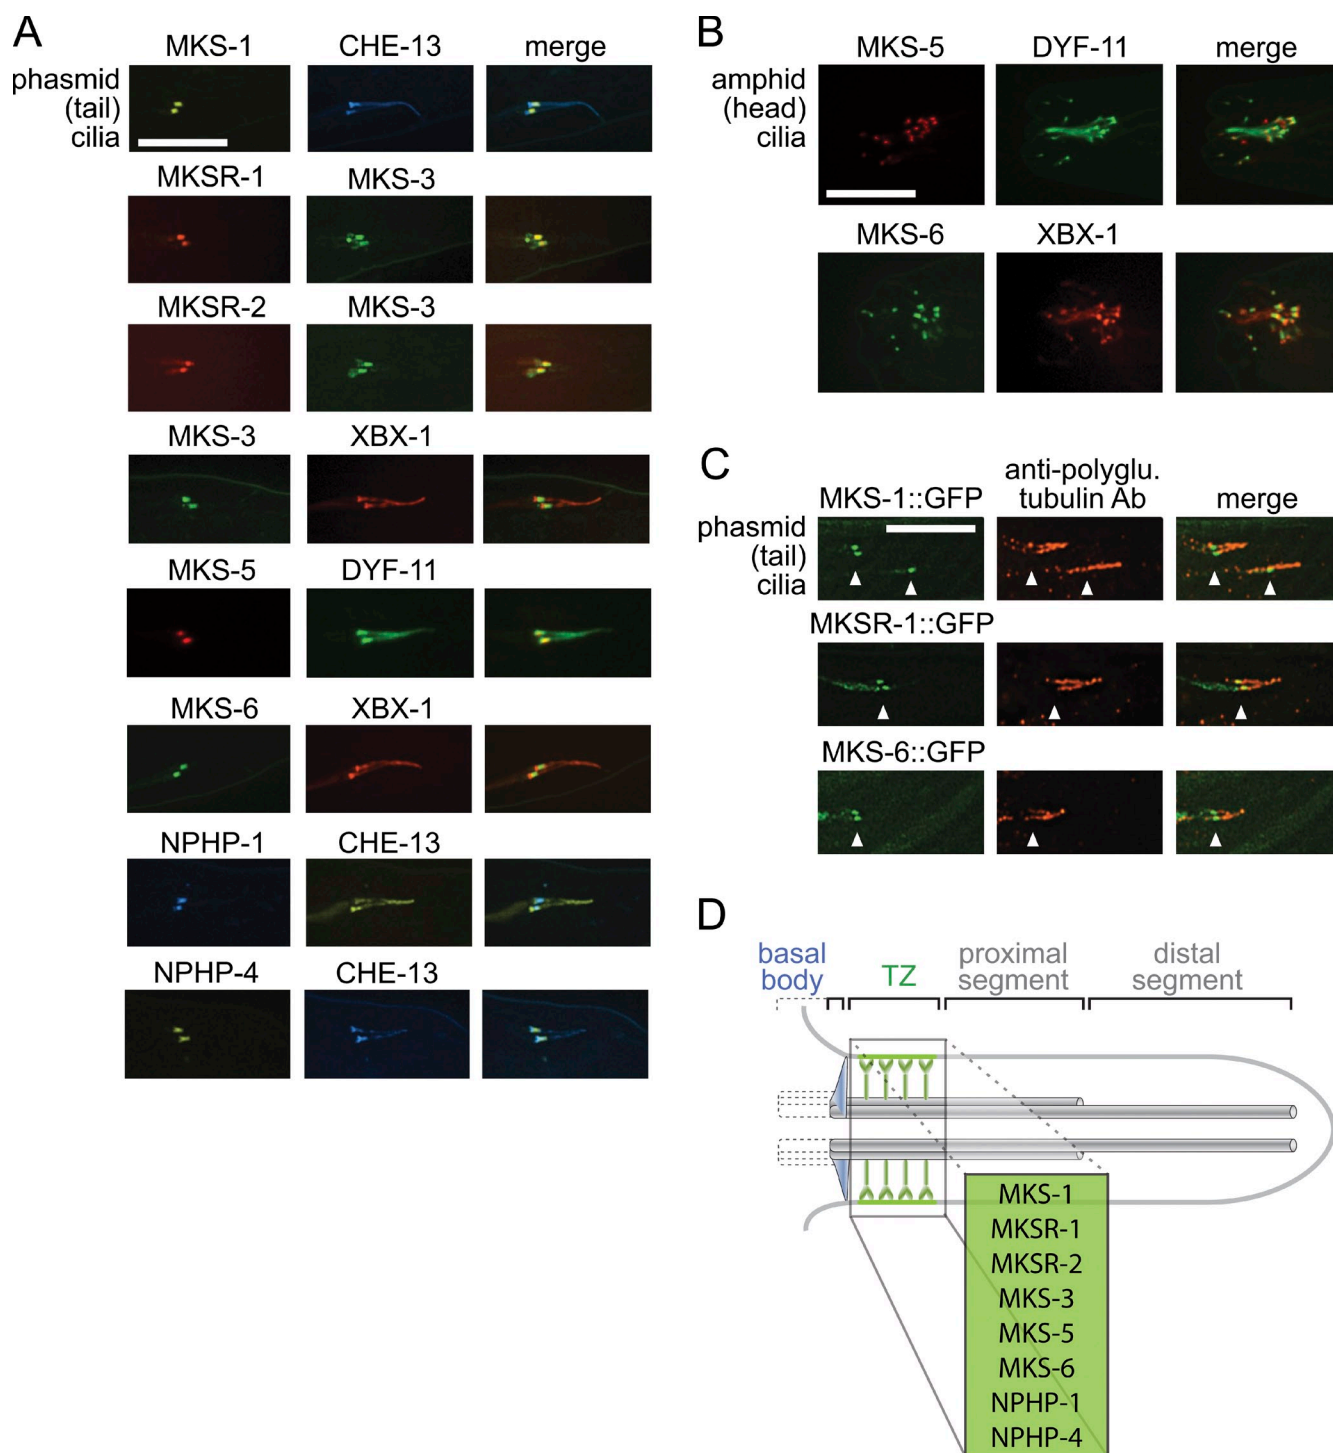 A
MKS-1 CHE-13 merge
phasmid
(tail)
cilia
MKSR-1 MKS-3
MKSR-2 MKS-3
MKS-3 XBX-1
MKS-5 DYF-11
MKS-6 XBX-1
NPHP-1 CHE-13
NPHP-4 CHE-13
B
MKS-5 DYF-11 merge
amphid
(head)
cilia
MKS-6 XBX-1
C
MKS-1::GFP anti-polyglu.
tubulin Ab merge
phasmid
(tail)
cilia
MKSR-1::GFP
MKS-6::GFP
D
basal
body
TZ
proximal
segment
distal
segment
MKS-1
MKSR-1
MKSR-2
MKS-3
MKS-5
MKS-6
NPHP-1
NPHP-4